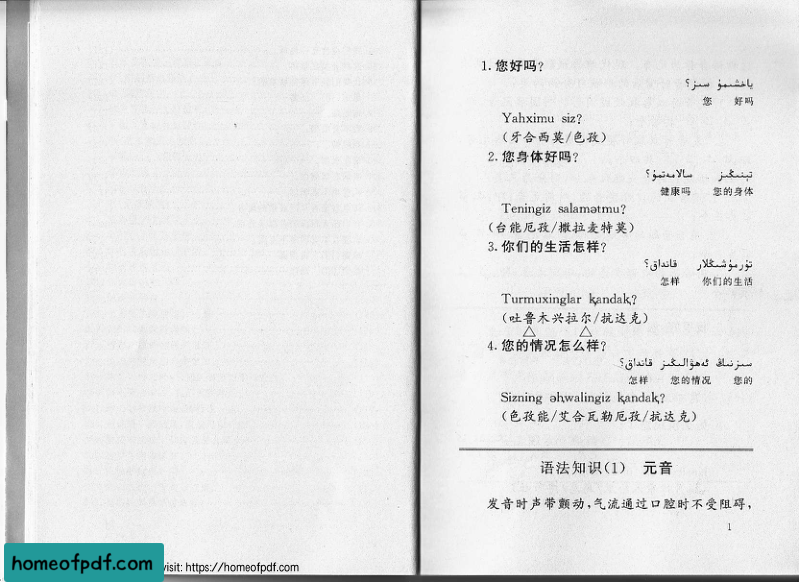 1.您好吗?
ياخشىمۇ سىز؟
您 好吗
Yahximu siz?
(牙合西莫/色孜)
2.您身体好吗?
تېنىڭىز سالامەتمۇ؟
健康吗 您的身体
Teningiz salamətmu?
(台能厄孜/撒拉麦特莫)
3.你们的生活怎样?
تۇرمۇشىڭلار قانداق؟
怎样 你们的生活
Turmuxinglar ⱪandaⱪ?
(吐鲁木兴拉尔/抗达克)
△ △
4.您的情况怎么样?
سىزنىڭ ئەھۋالىڭىز قانداق؟
怎样 您的情况 您的
Sizning əⱨwalingiz ⱪandaⱪ?
(色孜能/艾合瓦勒厄孜/抗达克)
语法知识(1) 元音
发音时声带颤动,气流通过口腔时不受阻碍,
1
homeofpdf.com
visit: https://homeofpdf.com